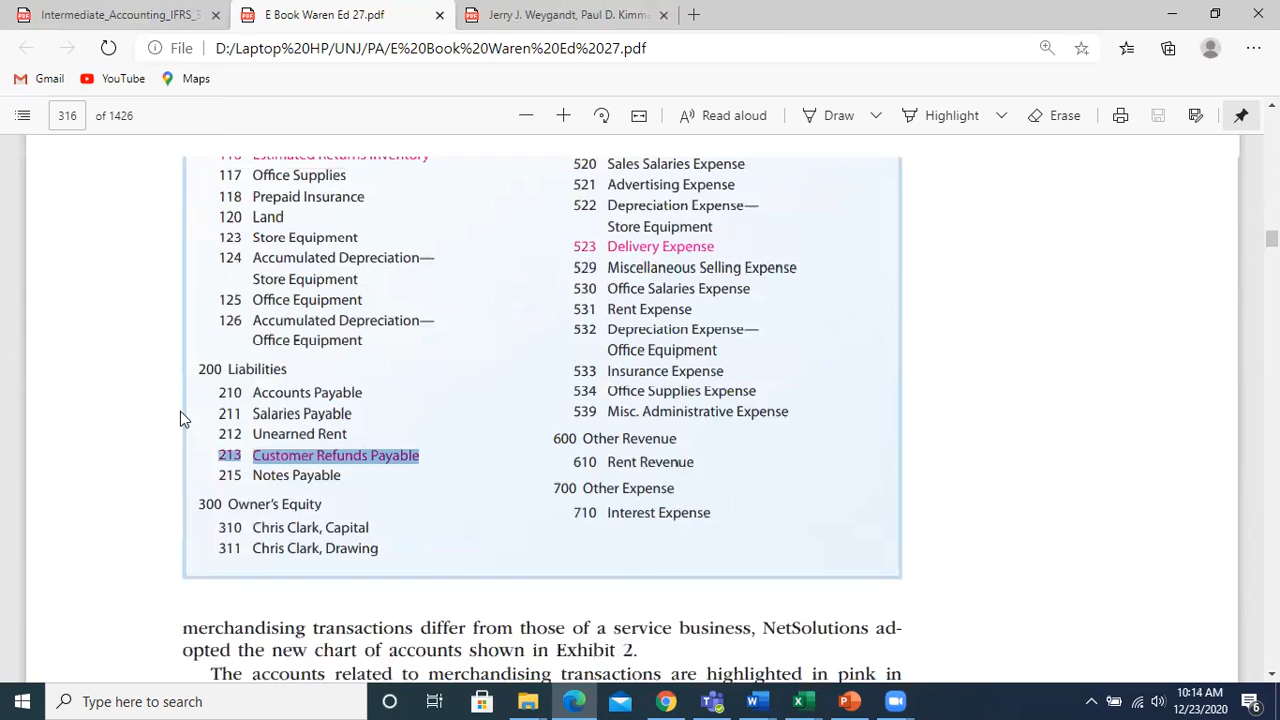 Intermediate_Accounting_IFRS_3
E Book Waren Ed 27.pdf
Jerry J. Weygandt, Paul D. Kimme
File
D:/Laptop%20HP/UNJ/PA/E%20Book%20Waren%20Ed%2027.pdf
Gmail
YouTube
Maps
316
of 1426
Read aloud
Draw
Highlight
Erase
Estimated Returns Inventory
117 Office Supplies
118 Prepaid Insurance
120 Land
123 Store Equipment
124 Accumulated Depreciation—
Store Equipment
125 Office Equipment
126 Accumulated Depreciation—
Office Equipment
200 Liabilities
210 Accounts Payable
211 Salaries Payable
212 Unearned Rent
213 Customer Refunds Payable
215 Notes Payable
300 Owner's Equity
310 Chris Clark, Capital
311 Chris Clark, Drawing
520 Sales Salaries Expense
521 Advertising Expense
522 Depreciation Expense—
Store Equipment
523 Delivery Expense
529 Miscellaneous Selling Expense
530 Office Salaries Expense
531 Rent Expense
532 Depreciation Expense—
Office Equipment
533 Insurance Expense
534 Office Supplies Expense
539 Misc. Administrative Expense
600 Other Revenue
610 Rent Revenue
700 Other Expense
710 Interest Expense
merchandising transactions differ from those of a service business, NetSolutions ad-
opted the new chart of accounts shown in Exhibit 2.
The accounts related to merchandising transactions are highlighted in pink in
Type here to search
10:14 AM
12/23/2020
6